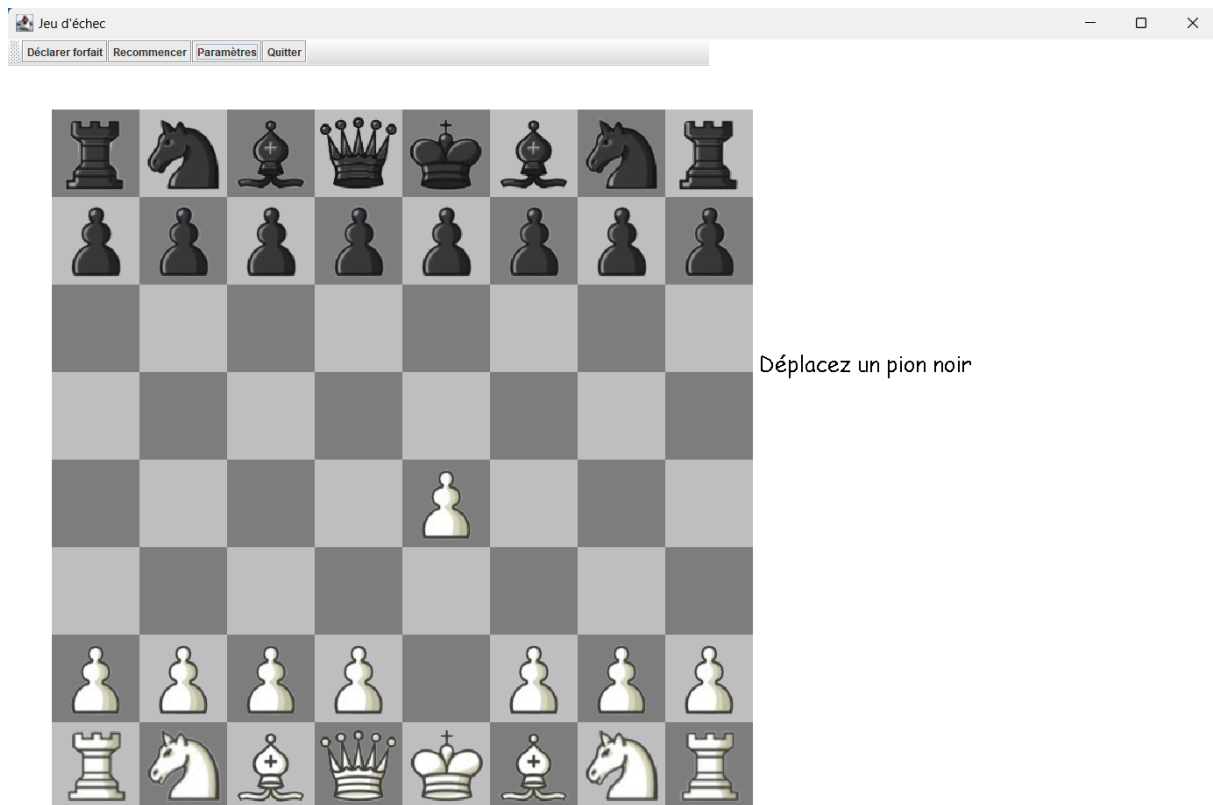 Jeu d'échec
Déclarer forfait Recommencer Paramètres Quitter
Déplacez un pion noir